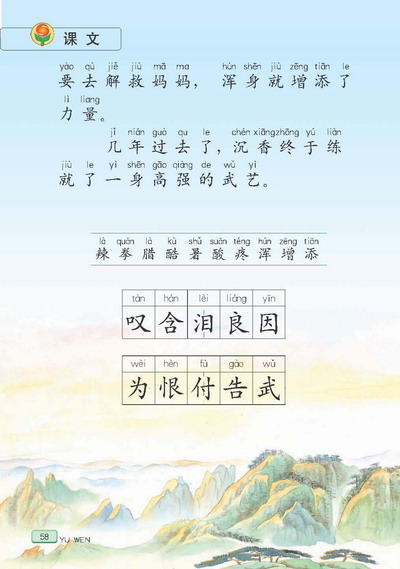 课文
yào qù jiě jiù mā ma hún shēn jiù zēng tiān le
要去解救妈妈，浑身就增添了
lì liang
力量。
jǐ nián guò qu le chén xiāng zhōng yú liàn
几年过去了，沉香终于练
jiù le yì shēn gāo qiáng de wǔ yì
就了一身高强的武艺。
là quán là kù shǔ suān téng hún zēng tiān
辣拳腊酷暑酸疼浑增添
tàn hán lèi liáng yīn
叹含泪良因
wèi hèn fù gào wǔ
为恨付告武
58 YU WEN